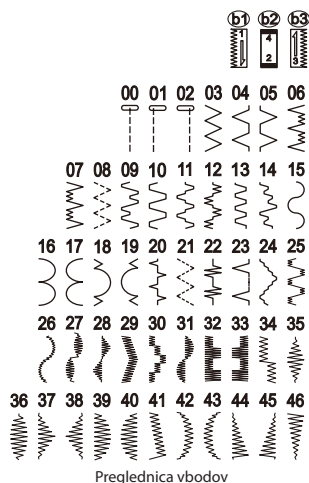 b1 b2 b3
1 4
3
2
00 01 02 03 04 05 06
07 08 09 10 11 12 13 14 15
16 17 18 19 20 21 22 23 24 25
26 27 28 29 30 31 32 33 34 35
36 37 38 39 40 41 42 43 44 45 46
Preglednica vbodov